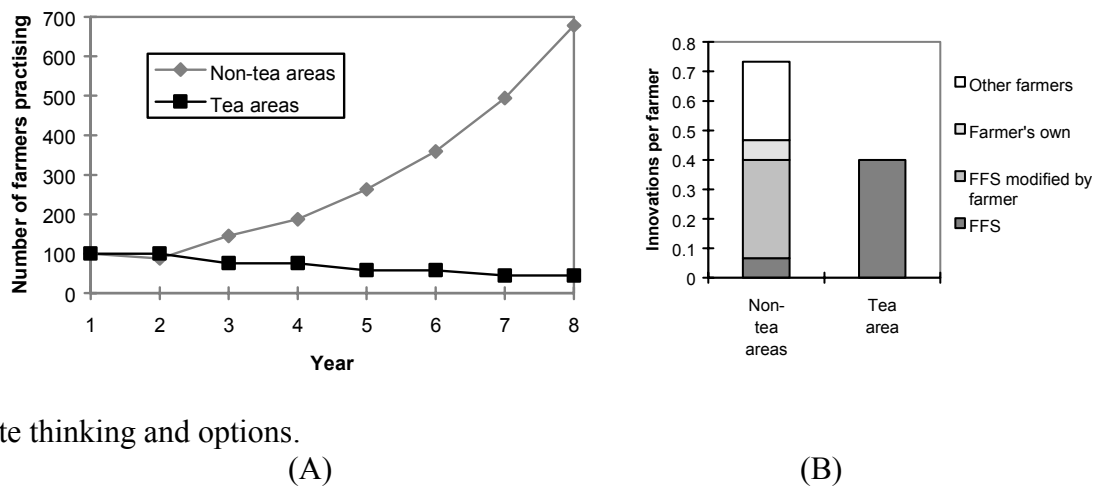 700
600
500
400
300
200
100
0
Number of farmers practising
Non-tea areas
Tea areas
1 2 3 4 5 6 7 8
Year
0.8
0.7
0.6
0.5
0.4
0.3
0.2
0.1
0
Innovations per farmer
Non-
tea
areas
Tea
area
Other farmers
Farmer's own
FFS modified by
farmer
FFS
te thinking and options.
(A) (B)